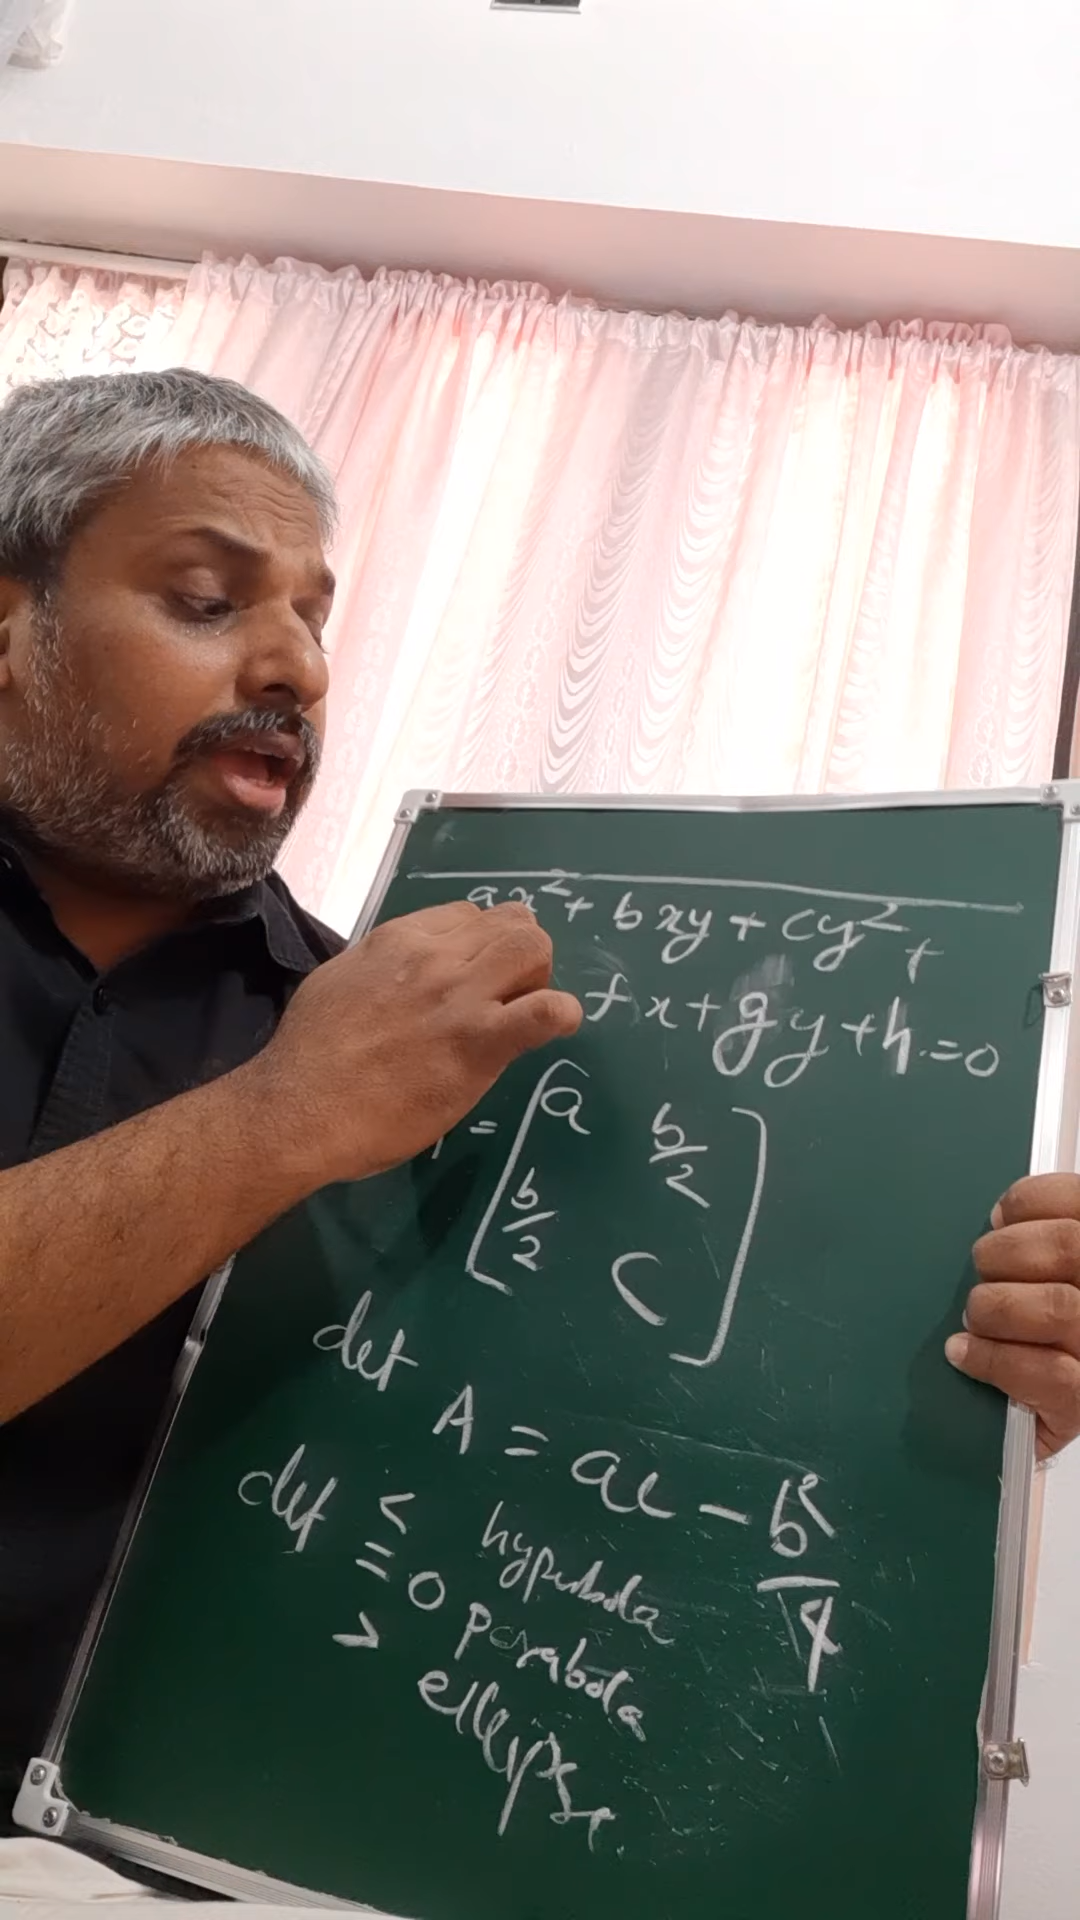 ax² + bxy + cy² +
fx + gy + h = 0
= [a b/2
b/2 C]
det A = ac - b²/4
det < hyperbola
= 0 parabola
> ellipse